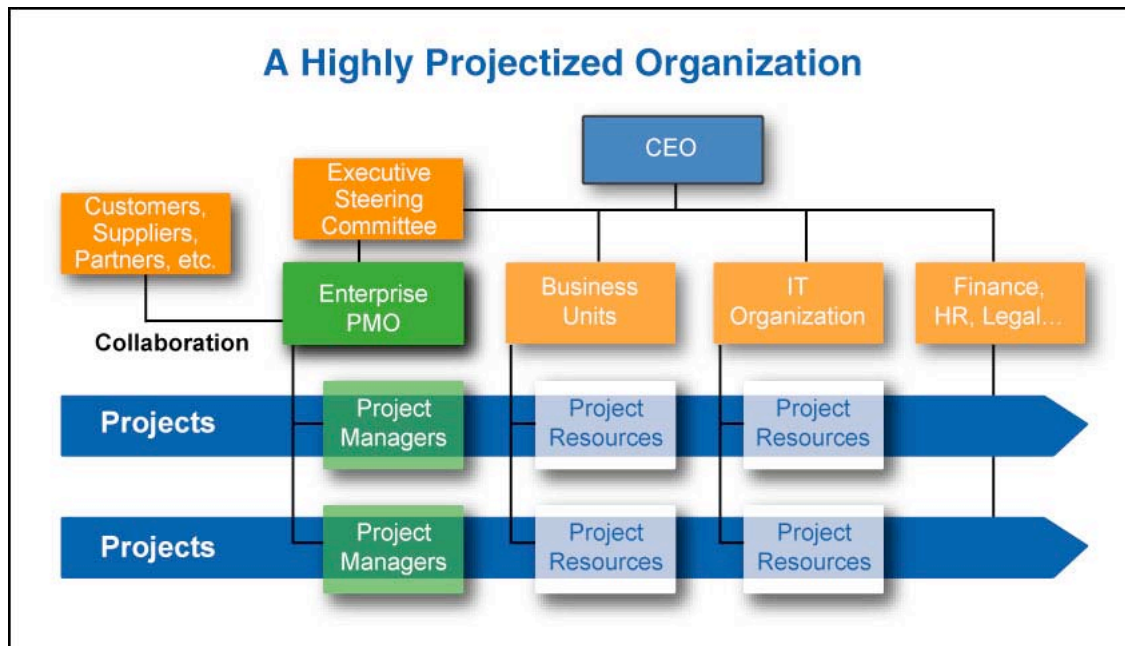 A Highly Projectized Organization
CEO
Executive
Steering
Committee
Customers,
Suppliers,
Partners, etc.
Enterprise
PMO
Business
Units
IT
Organization
Finance,
HR, Legal...
Collaboration
Projects
Project
Managers
Project
Resources
Project
Resources
Projects
Project
Managers
Project
Resources
Project
Resources